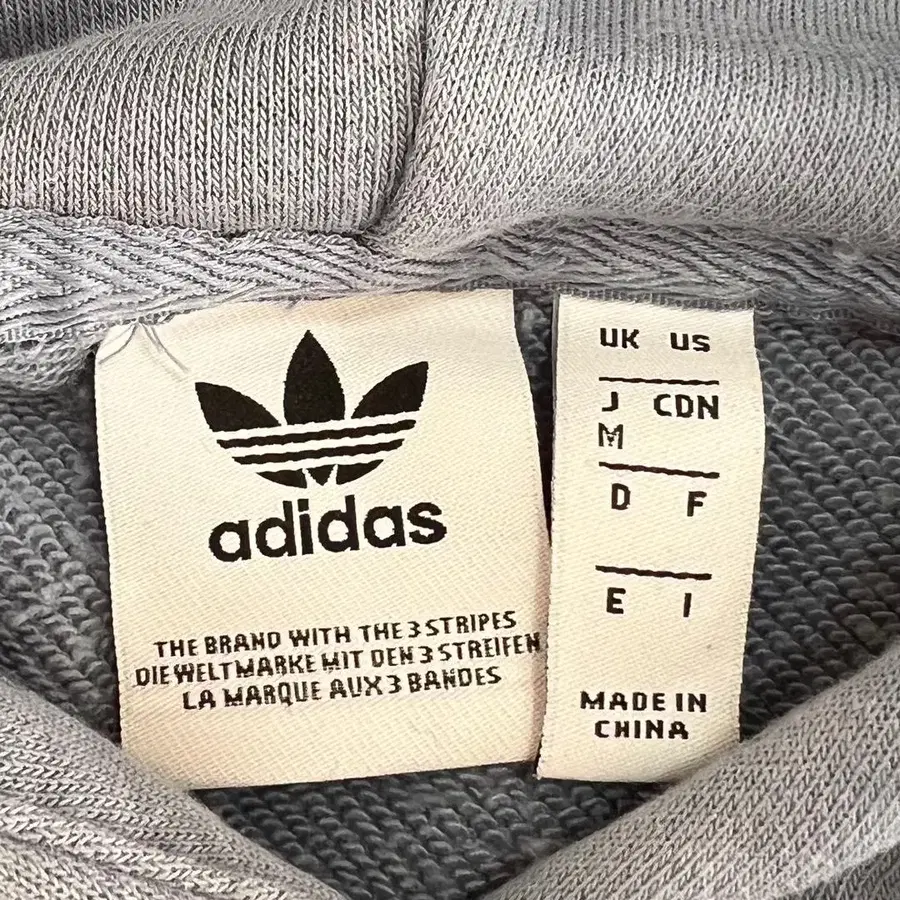 adidas
THE BRAND WITH THE 3 STRIPES
DIE WELTMARKE MIT DEN 3 STREIFEN
LA MARQUE AUX 3 BANDES
UK US
J CDN
M
D F
E I
MADE IN
CHINA